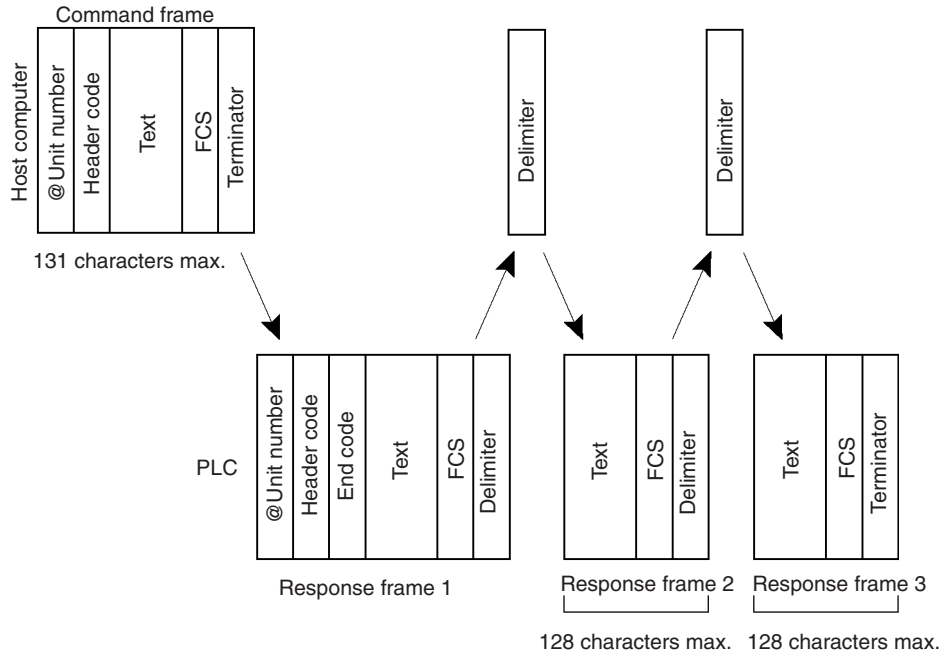 Command frame
Host computer
@Unit number
Header code
Text
FCS
Terminator
131 characters max.
Delimiter
Delimiter
PLC
@Unit number
Header code
End code
Text
FCS
Delimiter
Response frame 1
Text
FCS
Delimiter
Response frame 2
128 characters max.
Text
FCS
Terminator
Response frame 3
128 characters max.